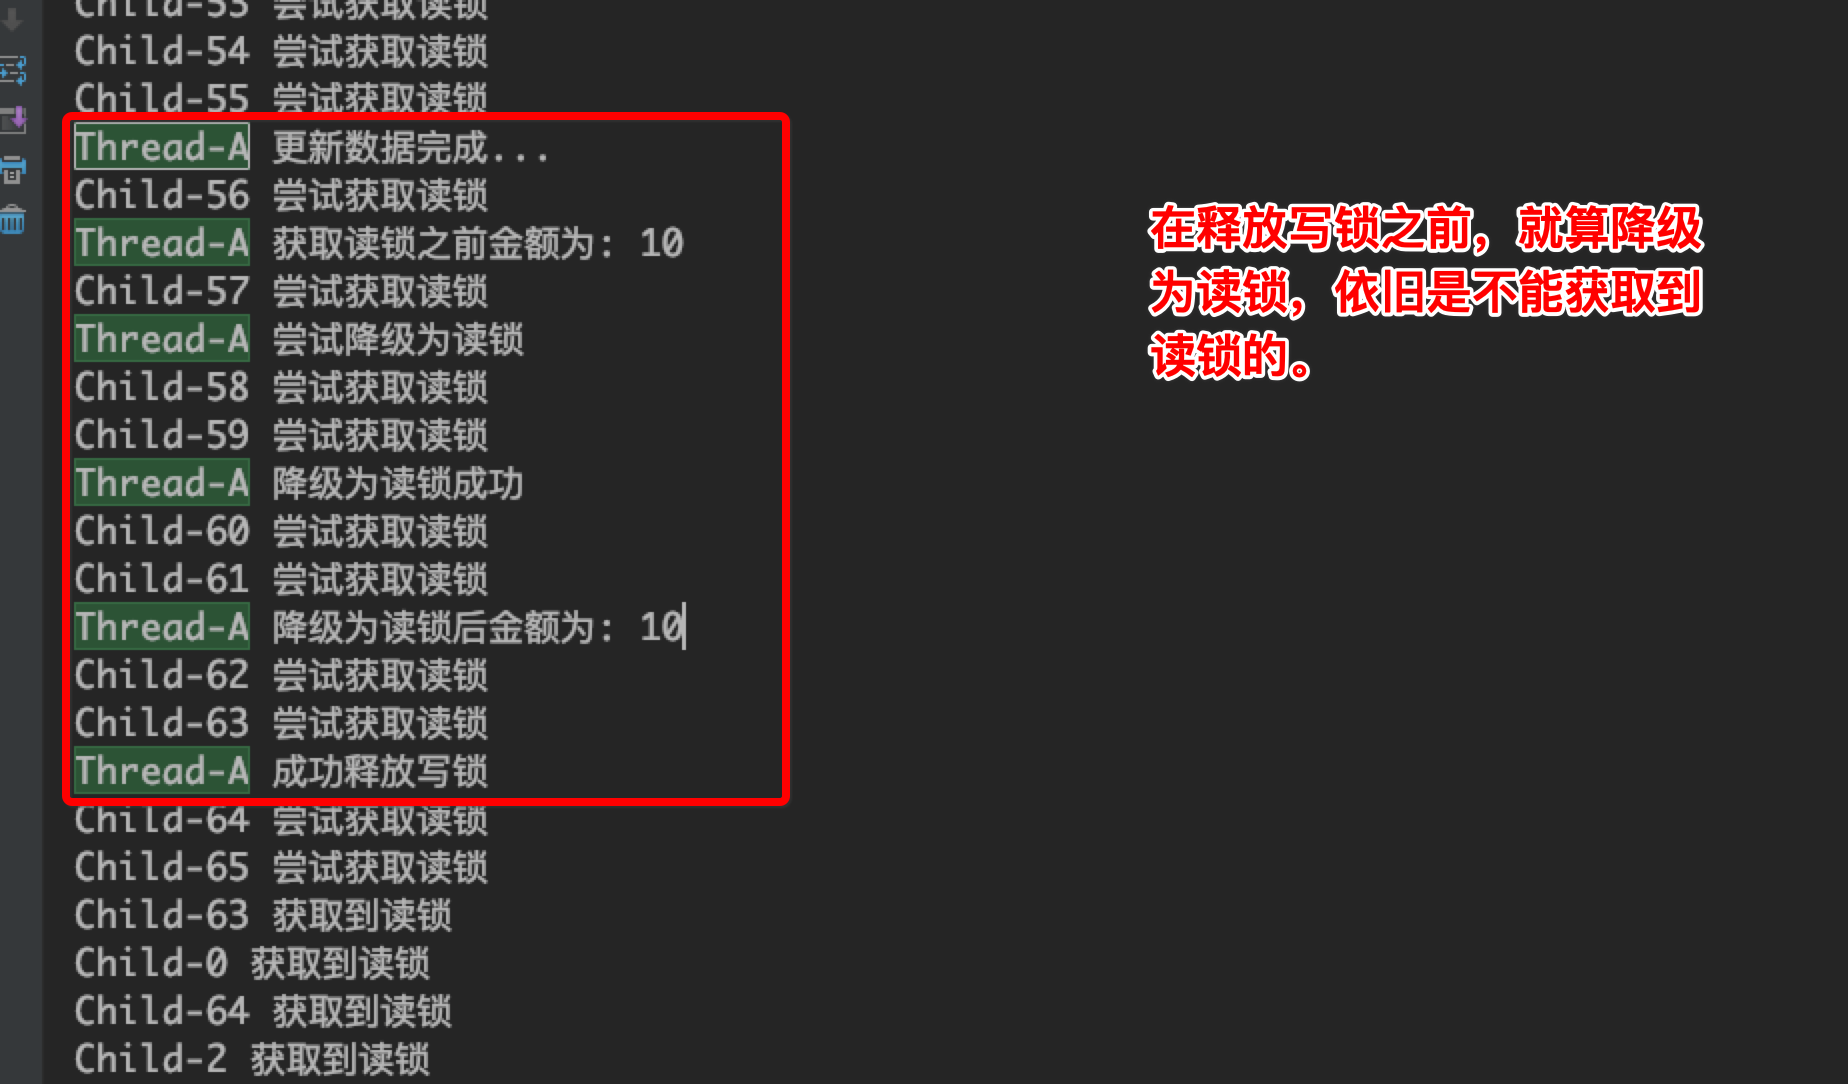 Child-53 尝试获取读锁
Child-54 尝试获取读锁
Child-55 尝试获取读锁
Thread-A 更新数据完成...
Child-56 尝试获取读锁
Thread-A 获取读锁之前金额为: 10
Child-57 尝试获取读锁
Thread-A 尝试降级为读锁
Child-58 尝试获取读锁
Child-59 尝试获取读锁
Thread-A 降级为读锁成功
Child-60 尝试获取读锁
Child-61 尝试获取读锁
Thread-A 降级为读锁后金额为: 10
Child-62 尝试获取读锁
Child-63 尝试获取读锁
Thread-A 成功释放写锁
Child-64 尝试获取读锁
Child-65 尝试获取读锁
Child-63 获取到读锁
Child-0 获取到读锁
Child-64 获取到读锁
Child-2 获取到读锁
在释放写锁之前，就算降级
为读锁，依旧是不能获取到
读锁的。